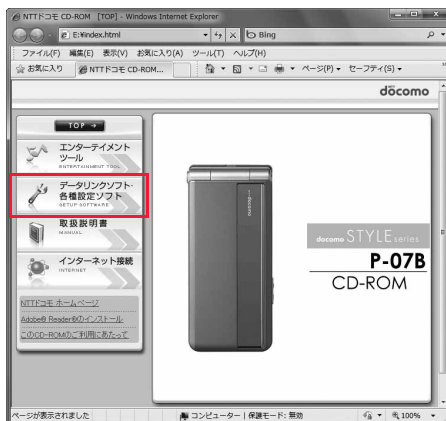 NTTドコモ CD-ROM [TOP] - Windows Internet Explorer
E:¥index.html
Bing
ファイル(F) 編集(E) 表示(V) お気に入り(A) ツール(T) ヘルプ(H)
お気に入り
NTTドコモ CD-ROM...
ページ(P)
セーフティ(S)
döcomo
TOP →
エンターテイメント
ツール
ENTERTAINMENT TOOL
データリンクソフト・
各種設定ソフト
SETUP SOFTWARE
取扱説明書
MANUAL
インターネット接続
INTERNET
NTTドコモ ホームページ
Adobe® Reader®のインストール
このCD-ROMのご利用にあたって
docomo STYLE series
P-07B
CD-ROM
ページが表示されました
コンピューター | 保護モード: 無効
100%